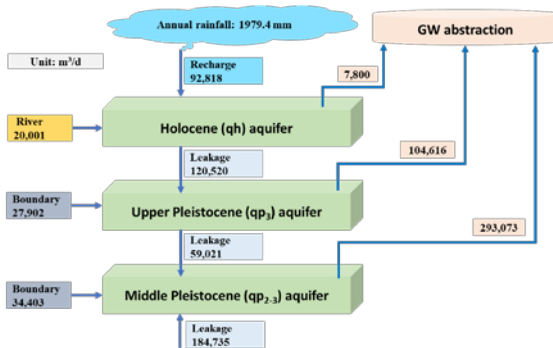 Annual rainfall: 1979.4 mm
GW abstraction
Unit: m³/d
Recharge
92,818
7,800
River
20,001
Holocene (qh) aquifer
Leakage
120,520
104,616
Boundary
27,902
Upper Pleistocene (qp₃) aquifer
Leakage
59,021
293,073
Boundary
34,403
Middle Pleistocene (qp₂₋₃) aquifer
Leakage
184,735